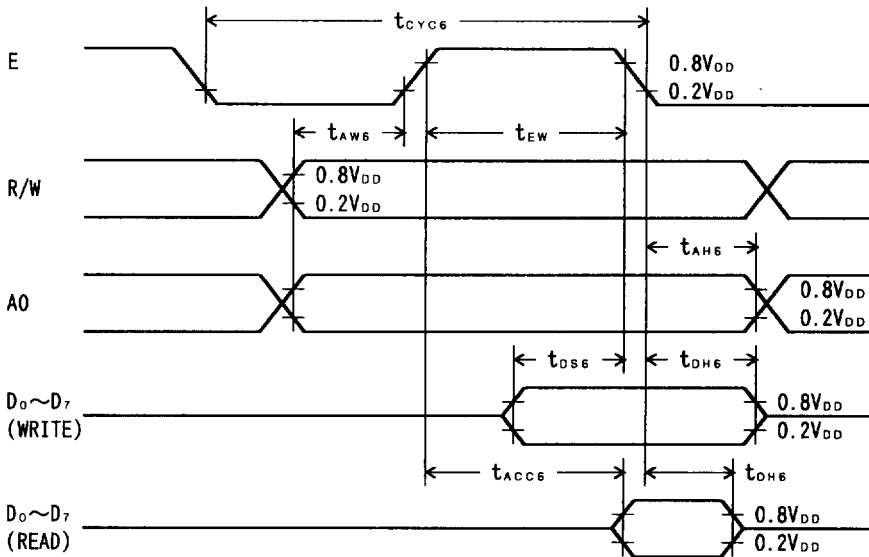 tCYC6
E
0.8VDD
0.2VDD
tAW6
tEW
R/W
0.8VDD
0.2VDD
tAH6
A0
0.8VDD
0.2VDD
tDS6
tDH6
D0~D7
(WRITE)
0.8VDD
0.2VDD
tACC6
tDH6
D0~D7
(READ)
0.8VDD
0.2VDD